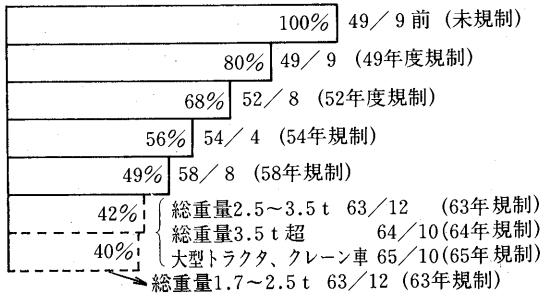 100% 49／9前 (未規制)
80% 49／9 (49年度規制)
68% 52／8 (52年度規制)
56% 54／4 (54年規制)
49% 58／8 (58年規制)
42% 総重量2.5～3.5t 63／12 (63年規制)
総重量3.5t超 64／10(64年規制)
40% 大型トラクタ、クレーン車 65／10(65年規制)
総重量1.7～2.5t 63／12 (63年規制)